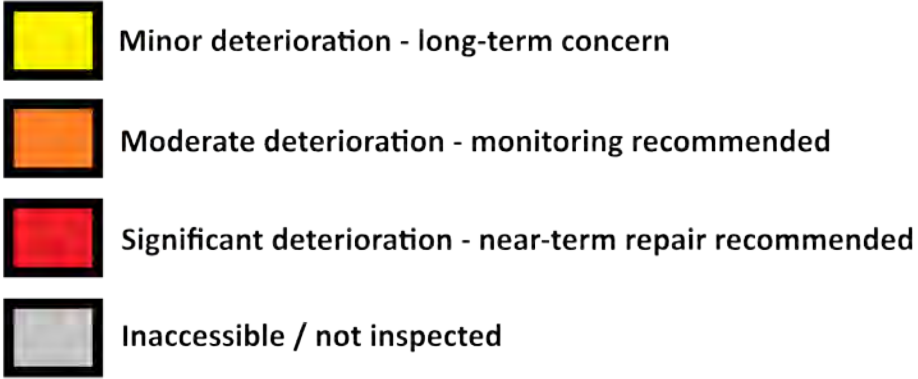 Minor deterioration - long-term concern
Moderate deterioration - monitoring recommended
Significant deterioration - near-term repair recommended
Inaccessible / not inspected